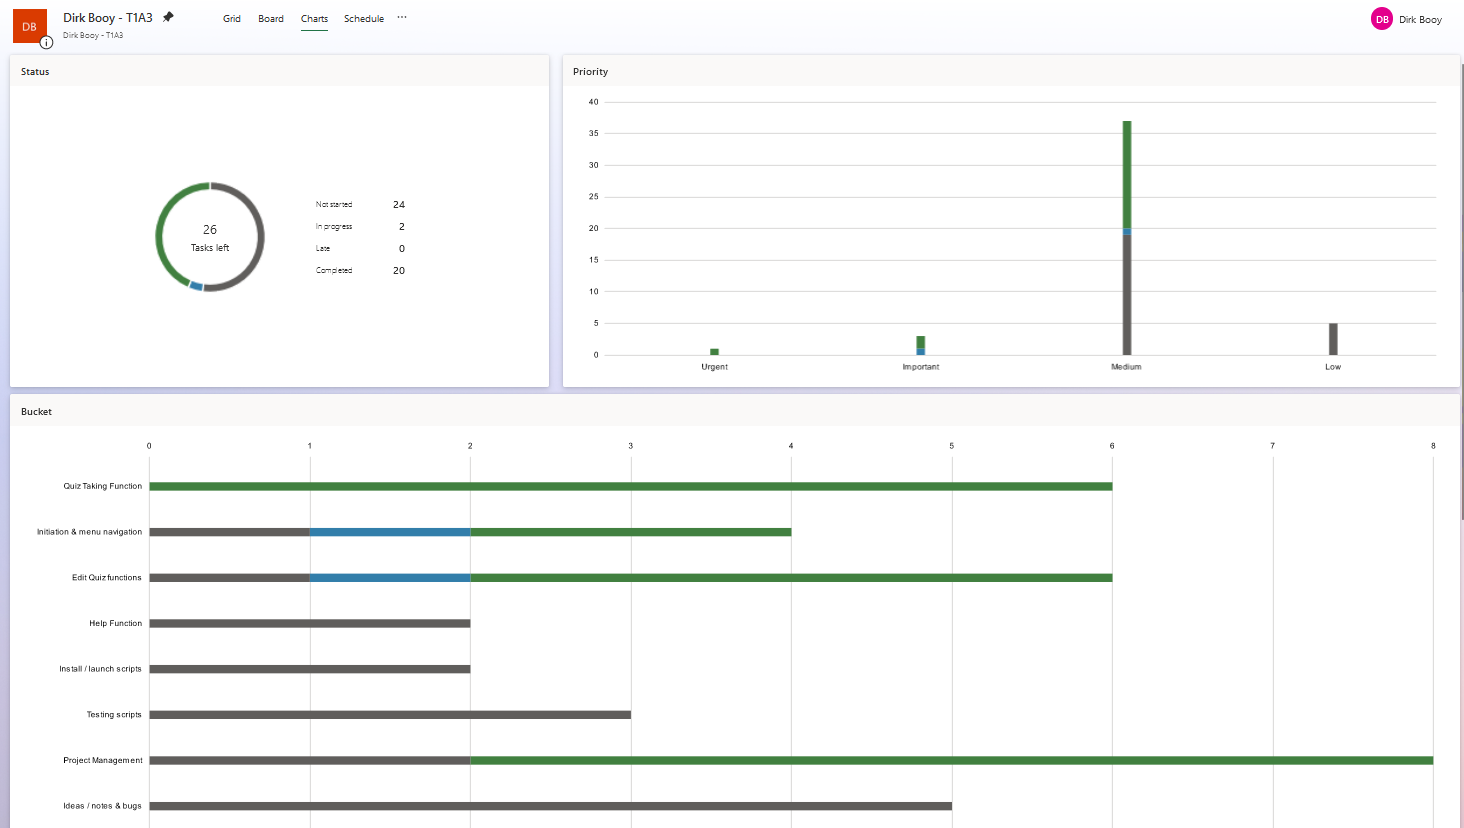 DB
Dirk Booy - T1A3
Dirk Booy - T1A3
Grid Board Charts Schedule ...
DB Dirk Booy
Status
26
Tasks left
Not started 24
In progress 2
Late 0
Completed 20
Priority
40
35
30
25
20
15
10
5
0
Urgent Important Medium Low
Bucket
0 1 2 3 4 5 6 7 8
Quiz Taking Function
Initiation & menu navigation
Edit Quiz functions
Help Function
Install / launch scripts
Testing scripts
Project Management
Ideas / notes & bugs